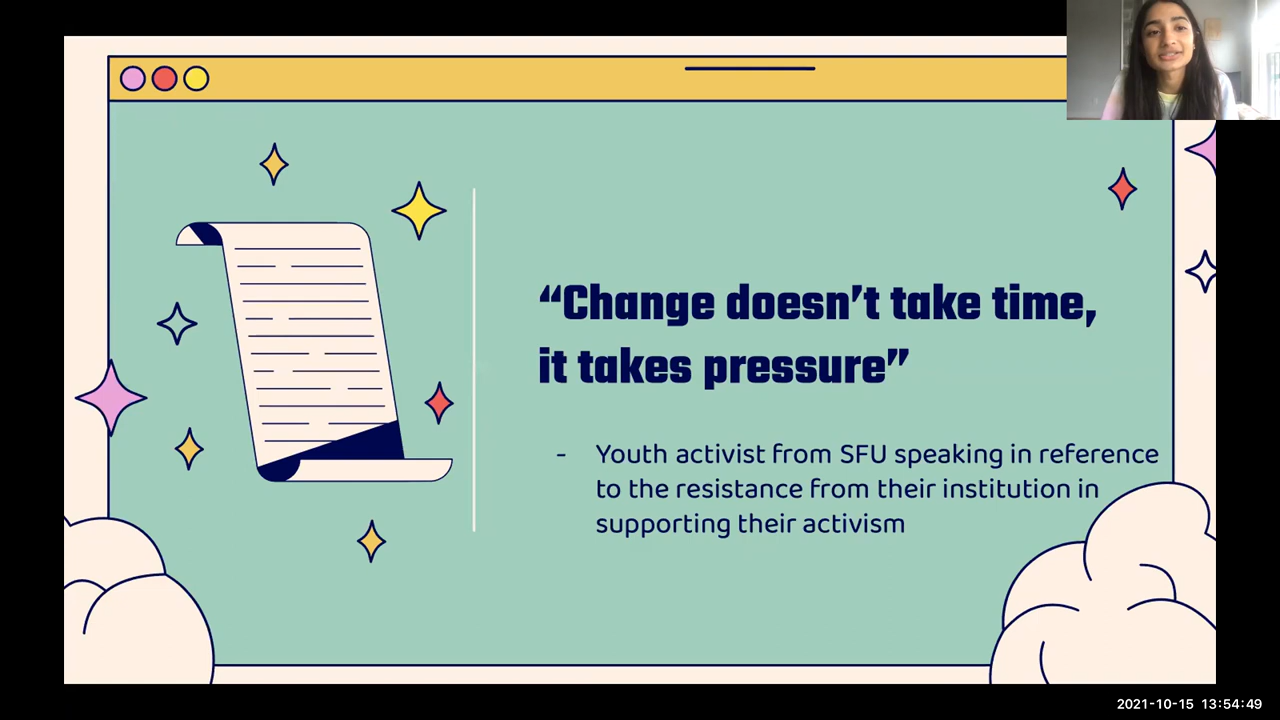 “Change doesn’t take time,
it takes pressure”
- Youth activist from SFU speaking in reference
to the resistance from their institution in
supporting their activism
2021-10-15 13:54:49